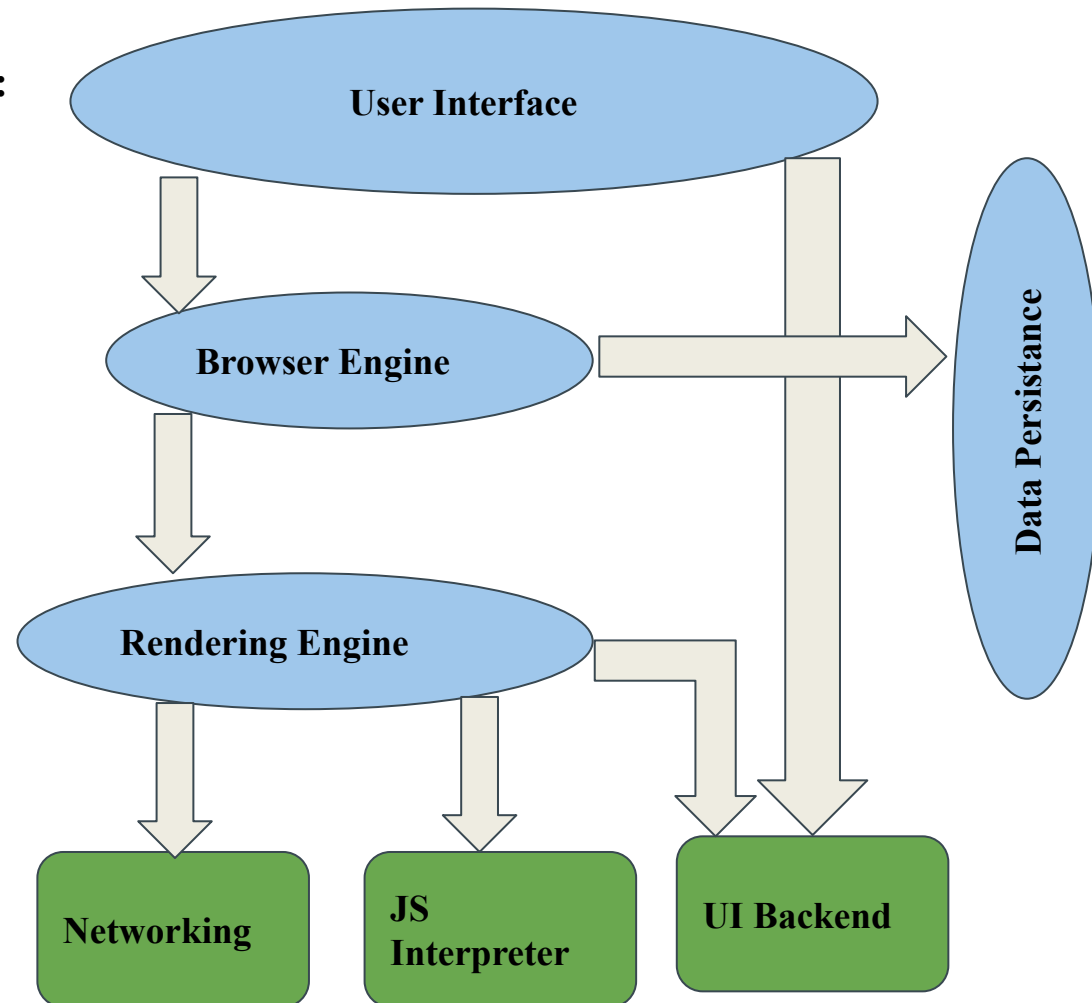 :
User Interface
Browser Engine
Data Persistance
Rendering Engine
Networking
JS
Interpreter
UI Backend